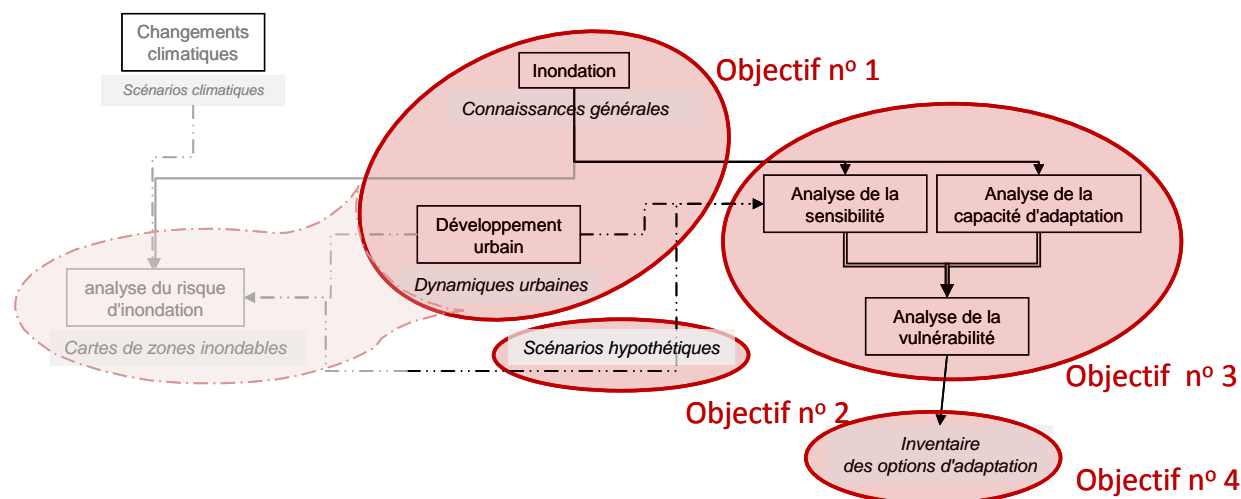 Changements
climatiques
Scénarios climatiques
Inondation
Connaissances générales
Objectif nº 1
Développement
urbain
Dynamiques urbaines
analyse du risque
d'inondation
Cartes de zones inondables
Scénarios hypothétiques
Objectif nº 2
Analyse de la
sensibilité
Analyse de la
capacité d'adaptation
Analyse de la
vulnérabilité
Objectif nº 3
Inventaire
des options d'adaptation
Objectif nº 4